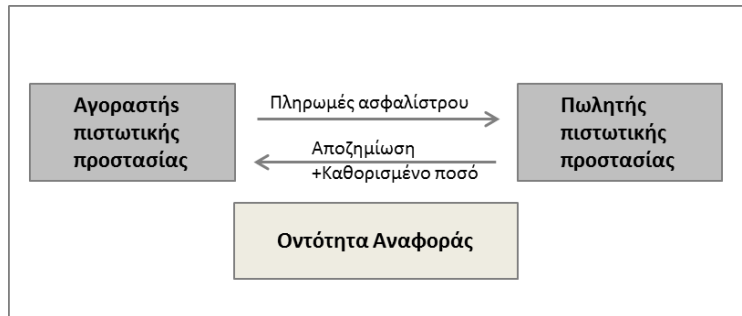 Αγοραστής
πιστωτικής
προστασίας
Πληρωμές ασφαλίστρου
Αποζημίωση
+Καθορισμένο ποσό
Πωλητής
πιστωτικής
προστασίας
Οντότητα Αναφοράς